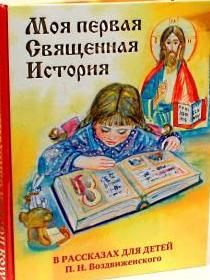 Моя первая
Священная
История
В РАССКАЗАХ ДЛЯ ДЕТЕЙ
П. Н. Воздвиженского